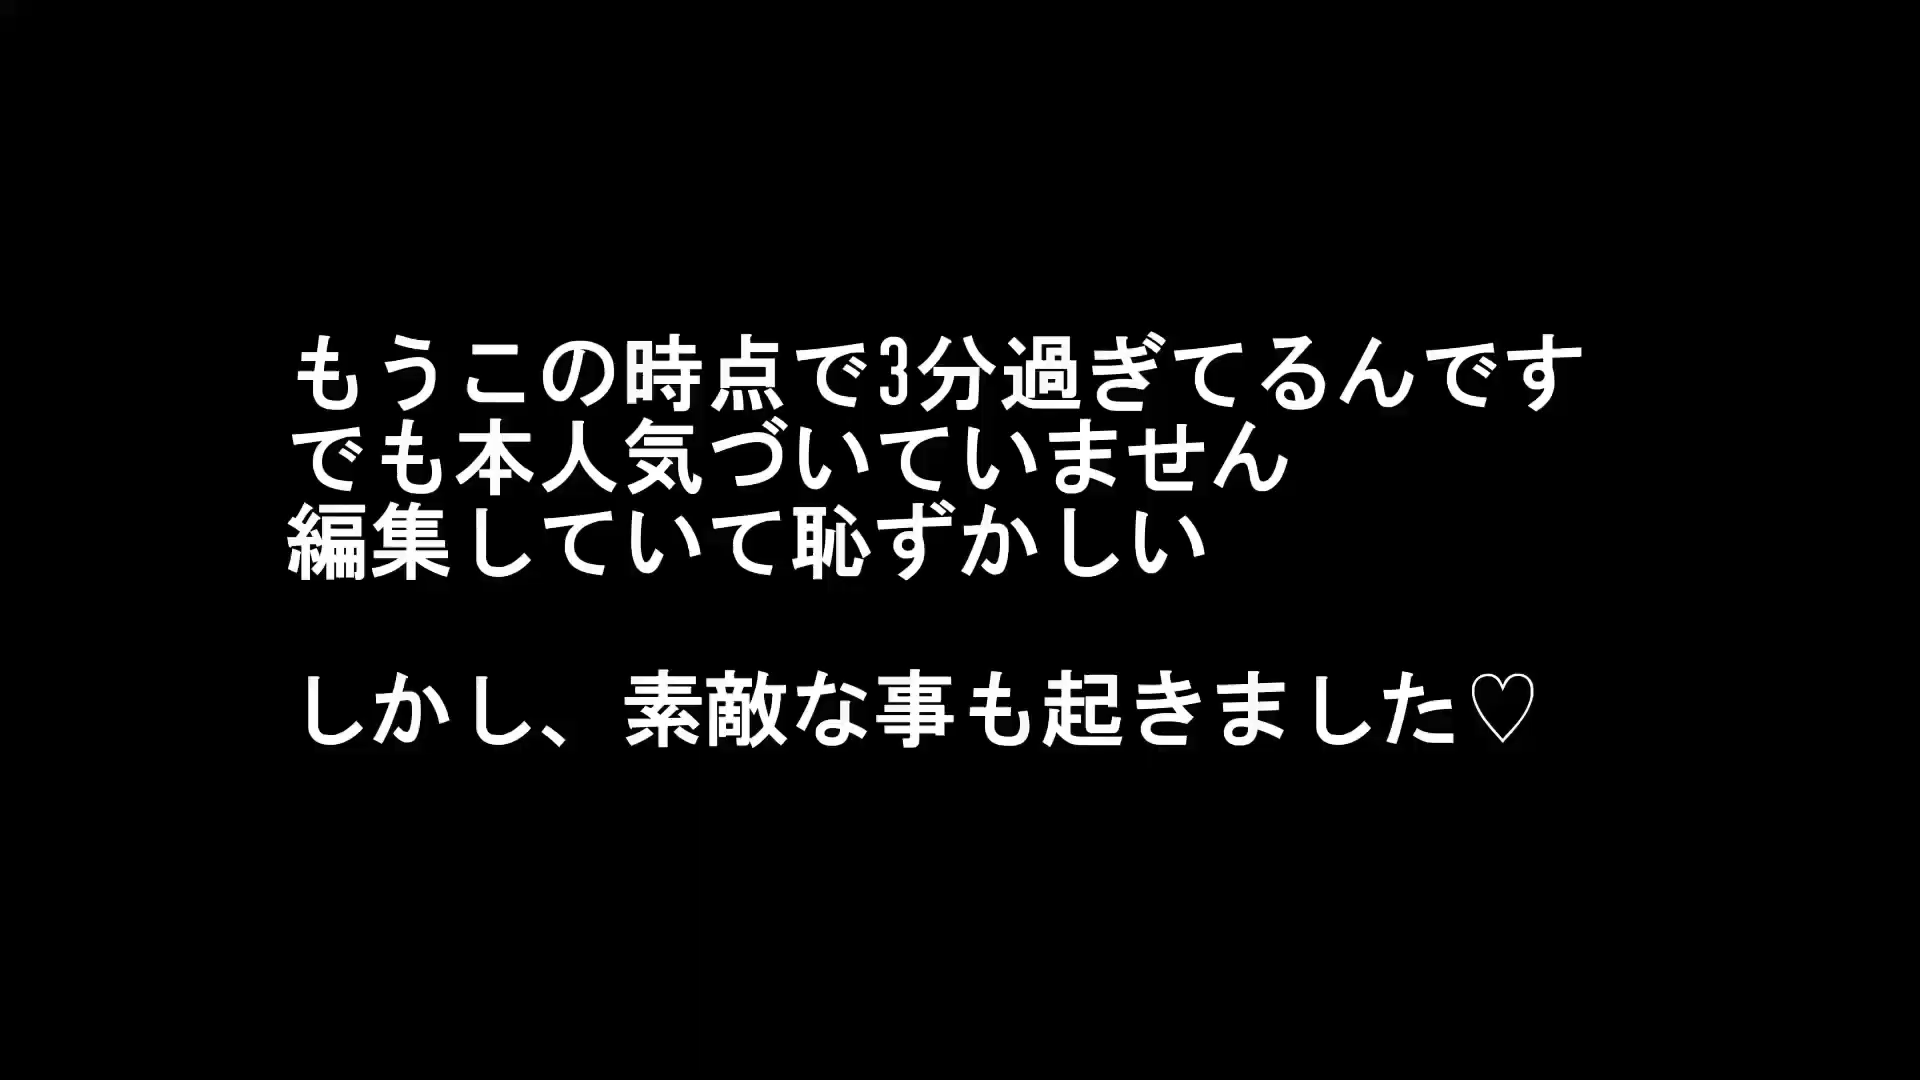 もうこの時点で3分過ぎてるんです
でも本人気づいていません
編集していて恥ずかしい
しかし、素敵な事も起きました♡